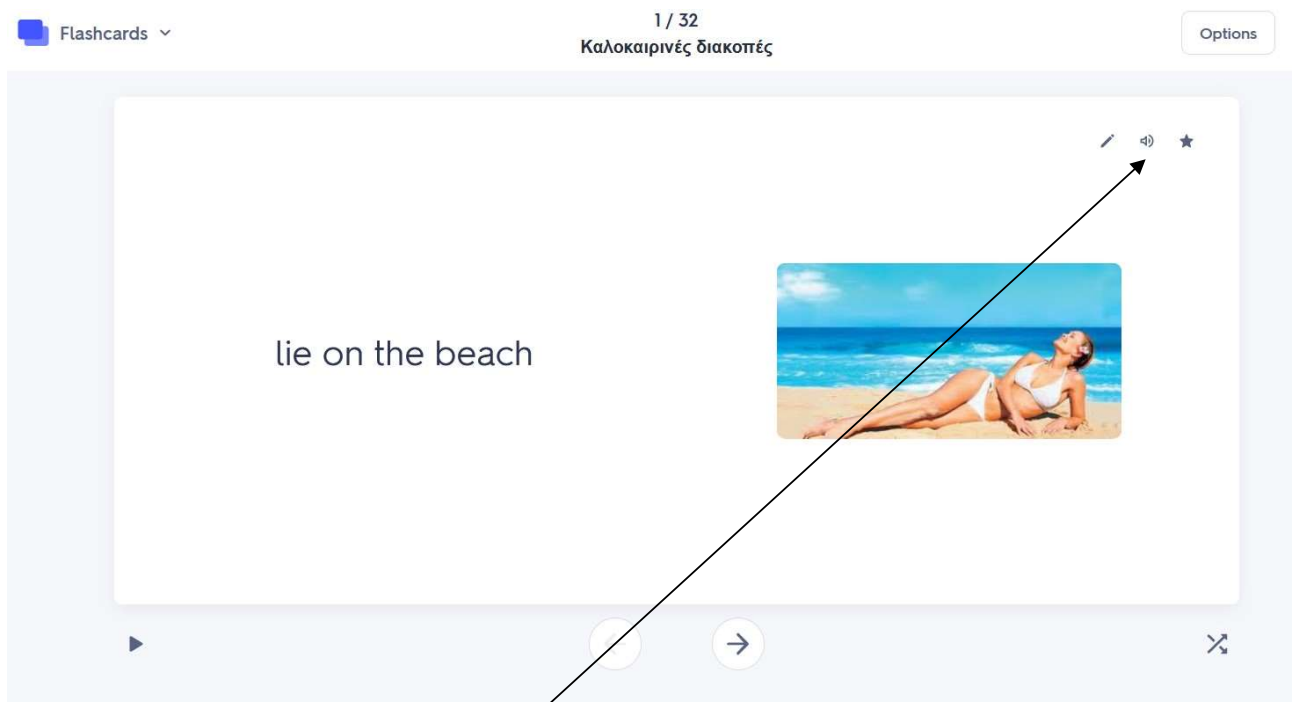 Flashcards
1 / 32
Καλοκαιρινές διακοπές
Options
lie on the beach